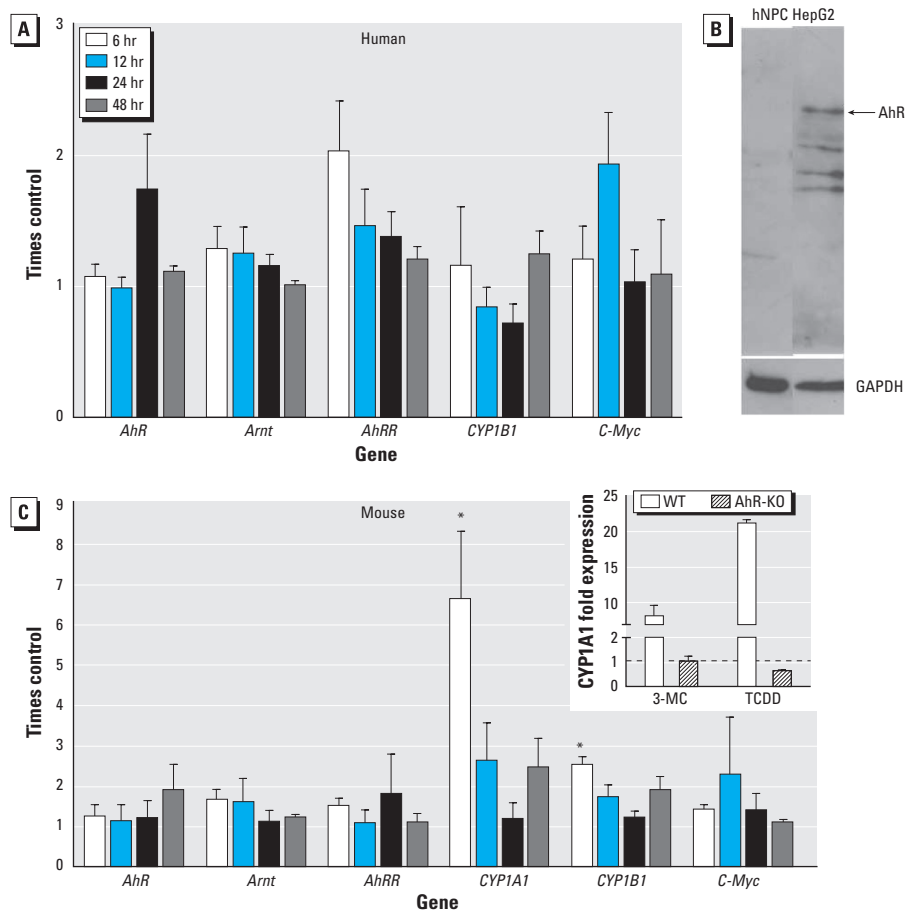 A
Human
6 hr
12 hr
24 hr
48 hr
3
2
1
0
Times control
AhR Arnt AhRR CYP1B1 C-Myc
Gene
B
hNPC HepG2
AhR
GAPDH
C
Mouse
9
8
7
6
5
4
3
2
1
0
Times control
*
*
AhR Arnt AhRR CYP1A1 CYP1B1 C-Myc
Gene
WT AhR-KO
25
20
15
10
2
1
0
CYP1A1 fold expression
3-MC TCDD